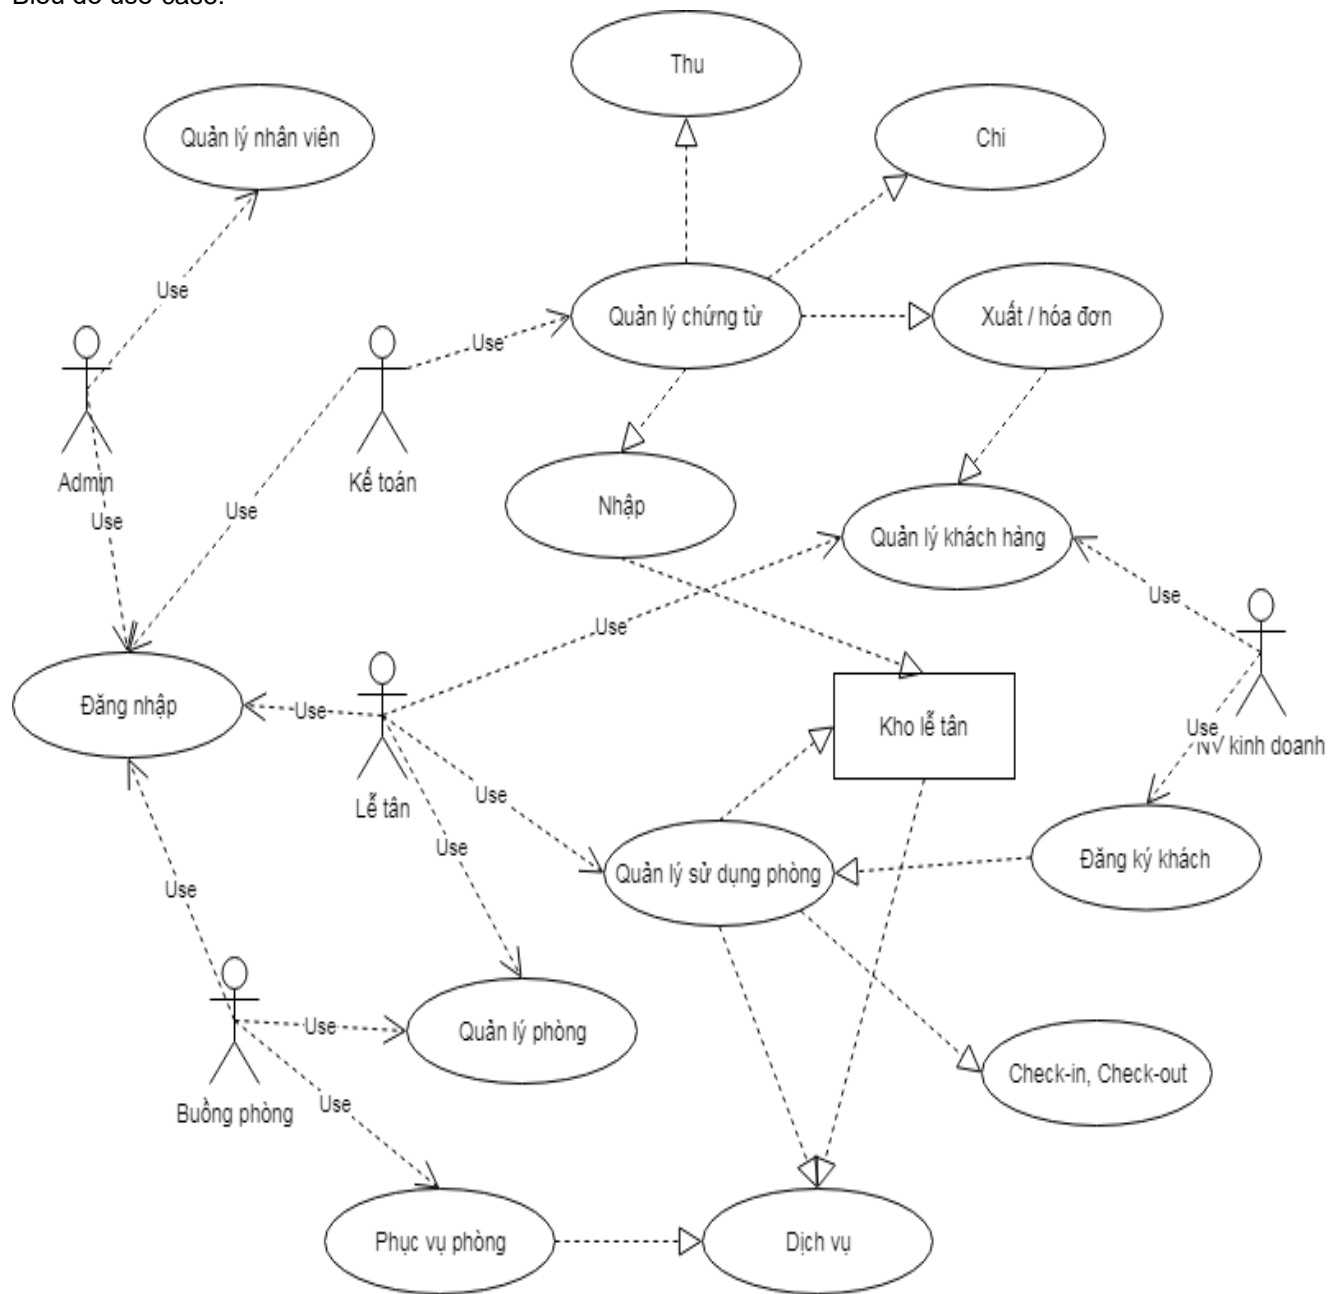 Biểu đồ use-case:
Thu
Quản lý nhân viên
Chi
Use
Quản lý chứng từ
Xuất / hóa đơn
Use
Admin
Kế toán
Use
Use
Nhập
Quản lý khách hàng
Use
Use
Đăng nhập
Use
Kho lễ tân
Use
NV kinh doanh
Lễ tân
Use
Use
Quản lý sử dụng phòng
Đăng ký khách
Use
Use
Quản lý phòng
Check-in, Check-out
Buồng phòng
Use
Phục vụ phòng
Dịch vụ